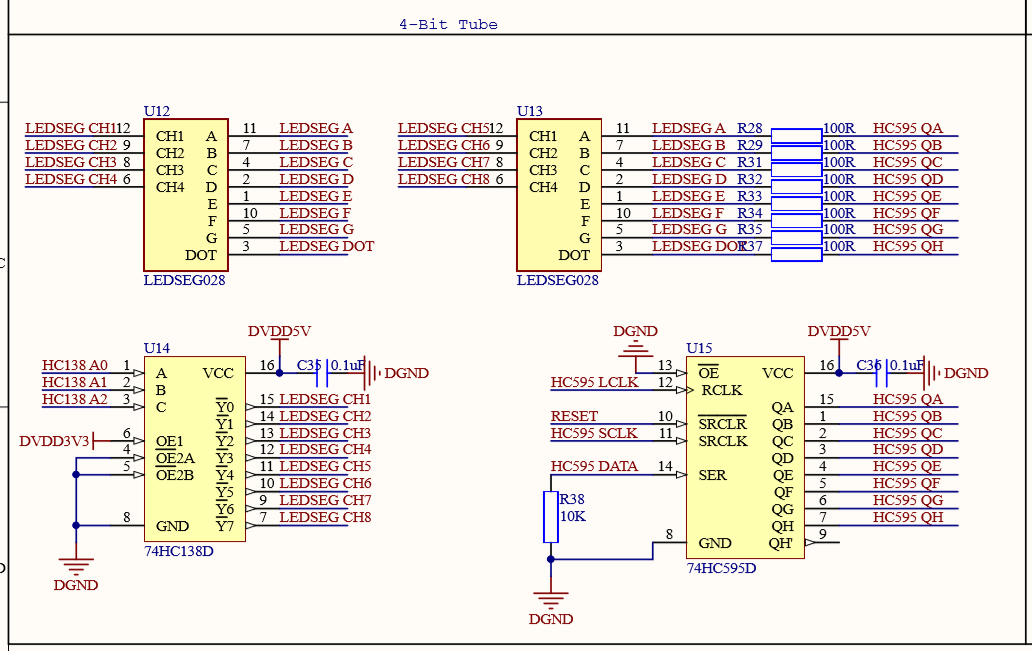 4-Bit Tube
U12
LEDSEG CH1 12 CH1 A 11 LEDSEG A
LEDSEG CH2 9 CH2 B 7 LEDSEG B
LEDSEG CH3 8 CH3 C 4 LEDSEG C
LEDSEG CH4 6 CH4 D 2 LEDSEG D
E 1 LEDSEG E
F 10 LEDSEG F
G 5 LEDSEG G
DOT 3 LEDSEG DOT
LEDSEG028
U13
LEDSEG CH5 12 CH1 A 11 LEDSEG A R28 100R HC595 QA
LEDSEG CH6 9 CH2 B 7 LEDSEG B R29 100R HC595 QB
LEDSEG CH7 8 CH3 C 4 LEDSEG C R31 100R HC595 QC
LEDSEG CH8 6 CH4 D 2 LEDSEG D R32 100R HC595 QD
E 1 LEDSEG E R33 100R HC595 QE
F 10 LEDSEG F R34 100R HC595 QF
G 5 LEDSEG G R35 100R HC595 QG
DOT 3 LEDSEG DOT R37 100R HC595 QH
LEDSEG028
DVDD5V
U14
HC138 A0 1 A VCC 16 C35 0.1uF DGND
HC138 A1 2 B
HC138 A2 3 C Y0 15 LEDSEG CH1
Y1 14 LEDSEG CH2
DVDD3V3 6 OE1 Y2 13 LEDSEG CH3
4 OE2A Y3 12 LEDSEG CH4
5 OE2B Y4 11 LEDSEG CH5
Y5 10 LEDSEG CH6
Y6 9 LEDSEG CH7
8 GND Y7 7 LEDSEG CH8
74HC138D
DGND
DGND DVDD5V
U15
13 OE VCC 16 C36 0.1uF DGND
HC595 LCLK 12 RCLK
QA 15 HC595 QA
RESET 10 SRCLR QB 1 HC595 QB
HC595 SCLK 11 SRCLK QC 2 HC595 QC
QD 3 HC595 QD
HC595 DATA 14 SER QE 4 HC595 QE
QF 5 HC595 QF
R38 QG 6 HC595 QG
10K QH 7 HC595 QH
8 GND QH' 9
74HC595D
DGND
C
D